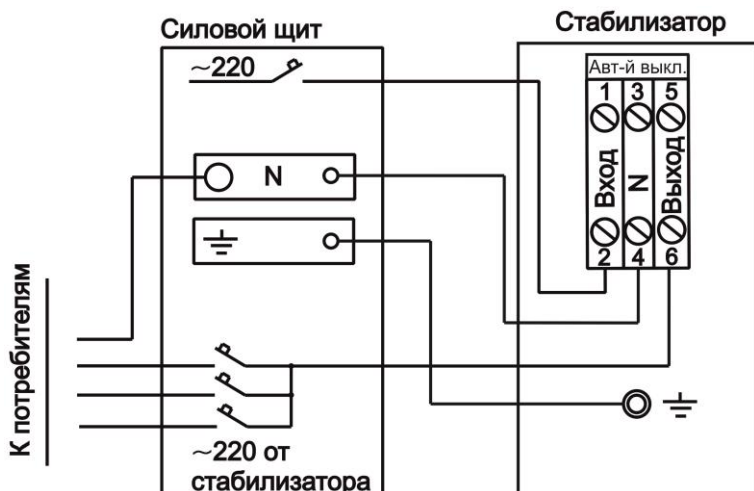 Силовой щит
Стабилизатор
~220
Авт-й выкл.
1 3 5
Вход
N
Выход
2 4 6
N
К потребителям
~220 от
стабилизатора